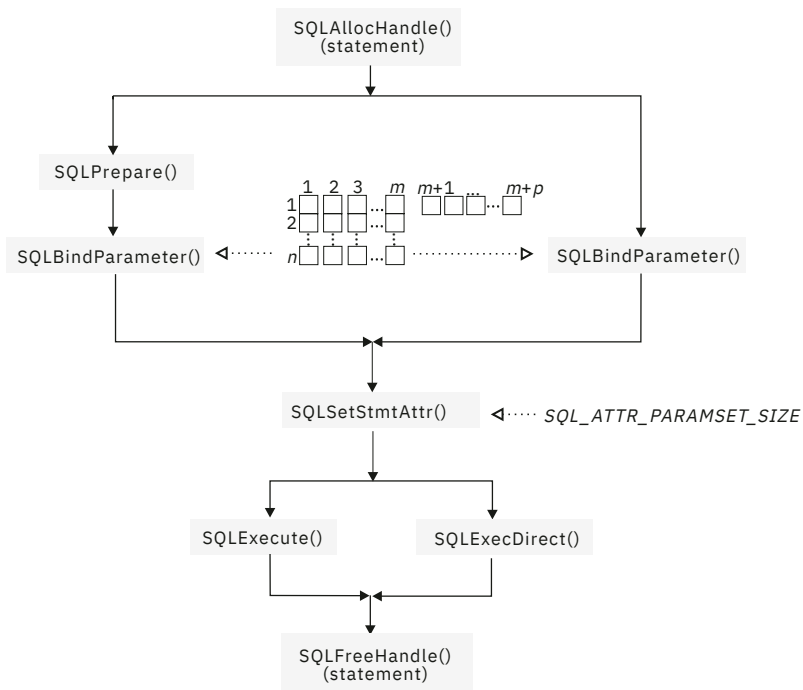 SQLAllocHandle()
(statement)
SQLPrepare()
1 2 3 m m+1 ... m+p
1 ... ...
2 ...
n ...
SQLBindParameter()
SQLBindParameter()
SQLSetStmtAttr()
SQL_ATTR_PARAMSET_SIZE
SQLExecute()
SQLExecDirect()
SQLFreeHandle()
(statement)